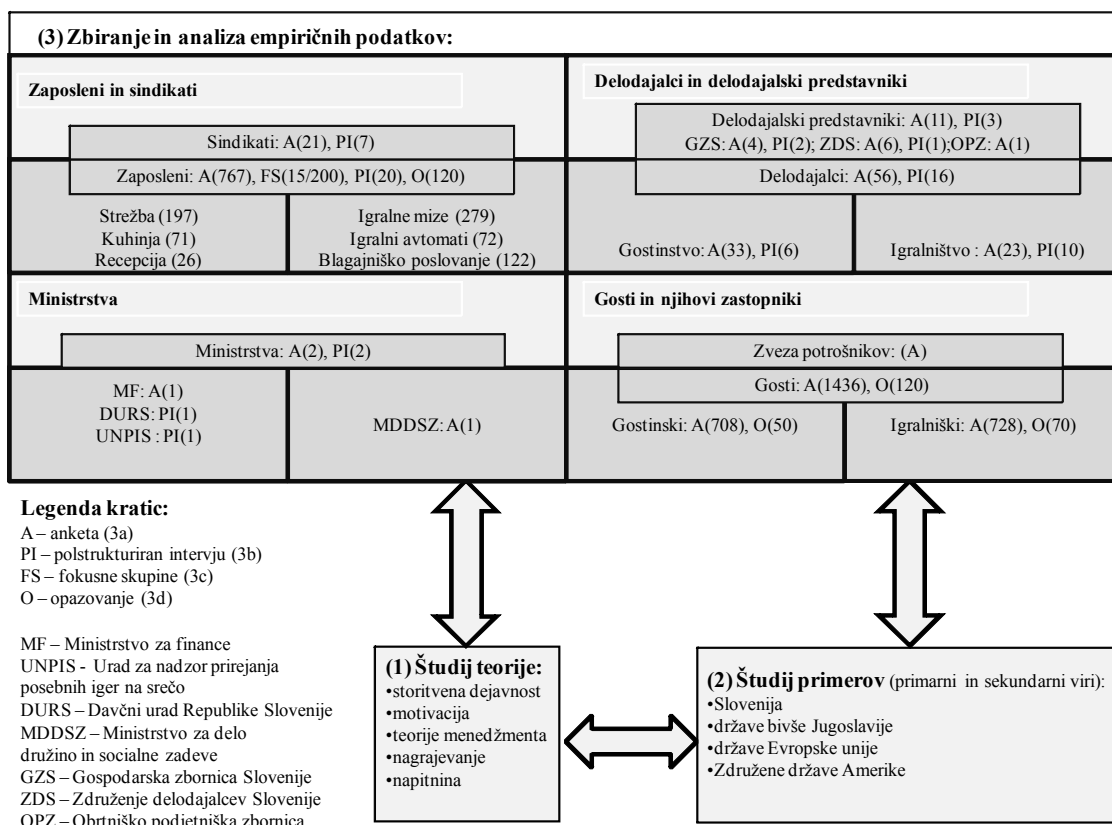 (3) Zbiranje in analiza empiričnih podatkov:
Zaposleni in sindikati
Sindikati: A(21), PI(7)
Zaposleni: A(767), FS(15/200), PI(20), O(120)
Strežba (197)
Kuhinja (71)
Recepcija (26)
Igralne mize (279)
Igralni avtomati (72)
Blagajniško poslovanje (122)
Delodajalci in delodajalski predstavniki
Delodajalski predstavniki: A(11), PI(3)
GZS: A(4), PI(2); ZDS: A(6), PI(1);OPZ: A(1)
Delodajalci: A(56), PI(16)
Gostinstvo: A(33), PI(6)
Igralništvo : A(23), PI(10)
Ministrstva
Ministrstva: A(2), PI(2)
MF: A(1)
DURS: PI(1)
UNPIS : PI(1)
MDDSZ: A(1)
Gosti in njihovi zastopniki
Zveza potrošnikov: (A)
Gosti: A(1436), O(120)
Gostinski: A(708), O(50)
Igralniški: A(728), O(70)
Legenda kratic:
A – anketa (3a)
PI – polstrukturiran intervju (3b)
FS – fokusne skupine (3c)
O – opazovanje (3d)
MF – Ministrstvo za finance
UNPIS - Urad za nadzor prirejanja
posebnih iger na srečo
DURS – Davčni urad Republike Slovenije
MDDSZ – Ministrstvo za delo
družino in socialne zadeve
GZS – Gospodarska zbornica Slovenije
ZDS – Združenje delodajalcev Slovenije
OPZ – Obrtniško podjetniška zbornica
(1) Študij teorije:
•storitvena dejavnost
•motivacija
•teorije menedžmenta
•nagrajevanje
•napitnina
(2) Študij primerov (primarni in sekundarni viri):
•Slovenija
•države bivše Jugoslavije
•države Evropske unije
•Združene države Amerike